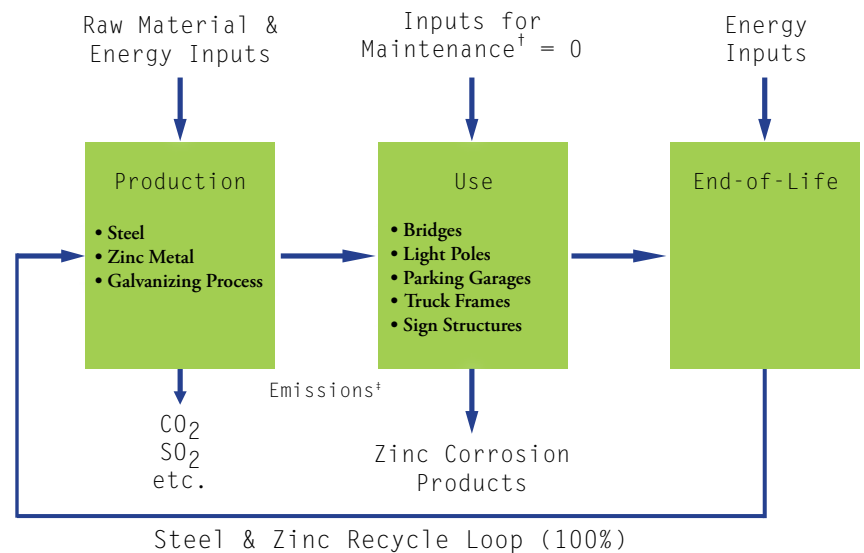 Raw Material &
Energy Inputs
Inputs for
Maintenance† = 0
Energy
Inputs
Production
• Steel
• Zinc Metal
• Galvanizing Process
Use
• Bridges
• Light Poles
• Parking Garages
• Truck Frames
• Sign Structures
End-of-Life
Emissions‡
CO2
SO2
etc.
Zinc Corrosion
Products
Steel & Zinc Recycle Loop (100%)